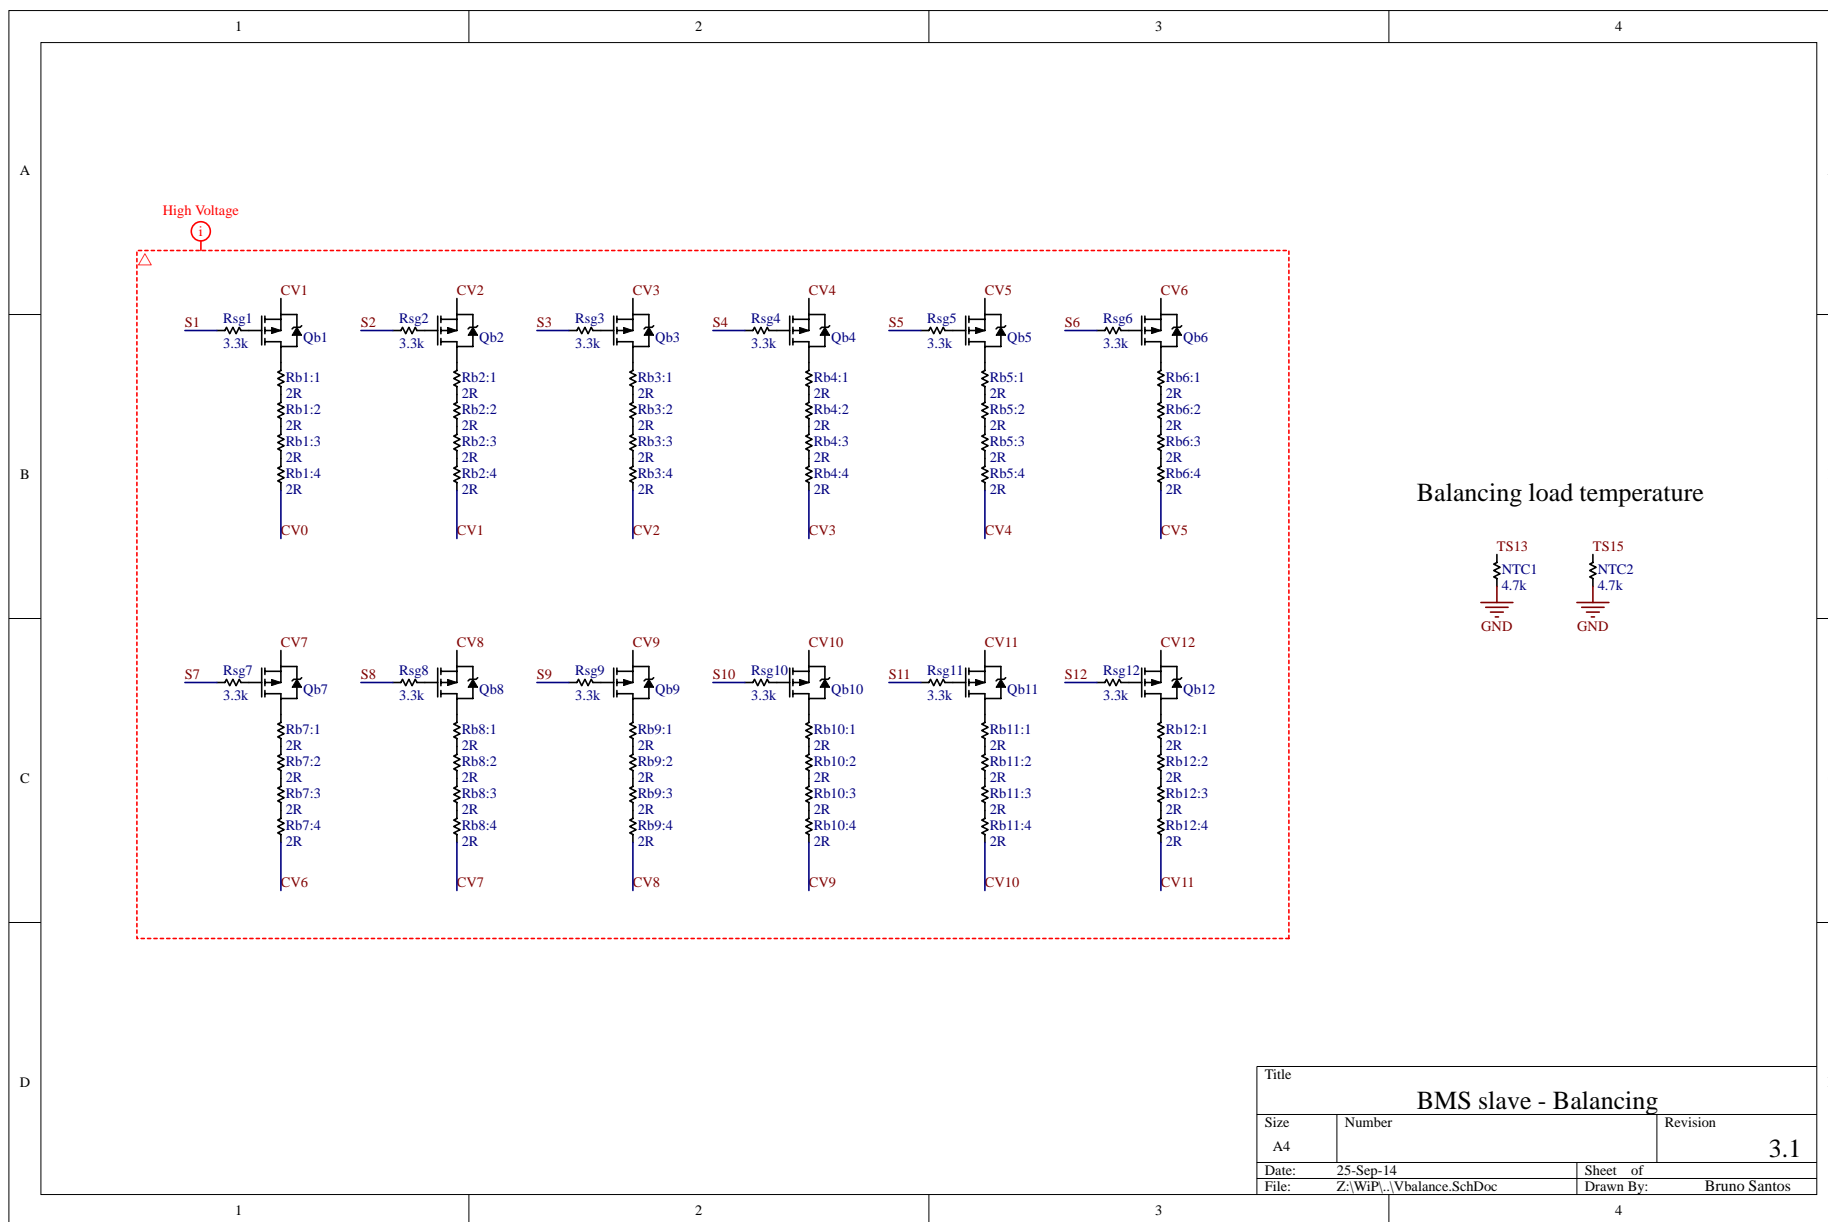 1 2 3 4
A
High Voltage
i
CV1 CV2 CV3 CV4 CV5 CV6
S1 Rsg1 S2 Rsg2 S3 Rsg3 S4 Rsg4 S5 Rsg5 S6 Rsg6
3.3k Qb1 3.3k Qb2 3.3k Qb3 3.3k Qb4 3.3k Qb5 3.3k Qb6
Rb1:1 Rb2:1 Rb3:1 Rb4:1 Rb5:1 Rb6:1
2R 2R 2R 2R 2R 2R
Rb1:2 Rb2:2 Rb3:2 Rb4:2 Rb5:2 Rb6:2
2R 2R 2R 2R 2R 2R
Rb1:3 Rb2:3 Rb3:3 Rb4:3 Rb5:3 Rb6:3
2R 2R 2R 2R 2R 2R
B Rb1:4 Rb2:4 Rb3:4 Rb4:4 Rb5:4 Rb6:4
2R 2R 2R 2R 2R 2R
Balancing load temperature
CV0 CV1 CV2 CV3 CV4 CV5
TS13 TS15
NTC1 NTC2
4.7k 4.7k
GND GND
CV7 CV8 CV9 CV10 CV11 CV12
S7 Rsg7 S8 Rsg8 S9 Rsg9 S10 Rsg10 S11 Rsg11 S12 Rsg12
3.3k Qb7 3.3k Qb8 3.3k Qb9 3.3k Qb10 3.3k Qb11 3.3k Qb12
Rb7:1 Rb8:1 Rb9:1 Rb10:1 Rb11:1 Rb12:1
2R 2R 2R 2R 2R 2R
Rb7:2 Rb8:2 Rb9:2 Rb10:2 Rb11:2 Rb12:2
C 2R 2R 2R 2R 2R 2R
Rb7:3 Rb8:3 Rb9:3 Rb10:3 Rb11:3 Rb12:3
2R 2R 2R 2R 2R 2R
Rb7:4 Rb8:4 Rb9:4 Rb10:4 Rb11:4 Rb12:4
2R 2R 2R 2R 2R 2R
CV6 CV7 CV8 CV9 CV10 CV11
D
Title
BMS slave - Balancing
Size Number Revision
A4 3.1
Date: 25-Sep-14 Sheet of
File: Z:\WiP\..\Vbalance.SchDoc Drawn By: Bruno Santos
1 2 3 4